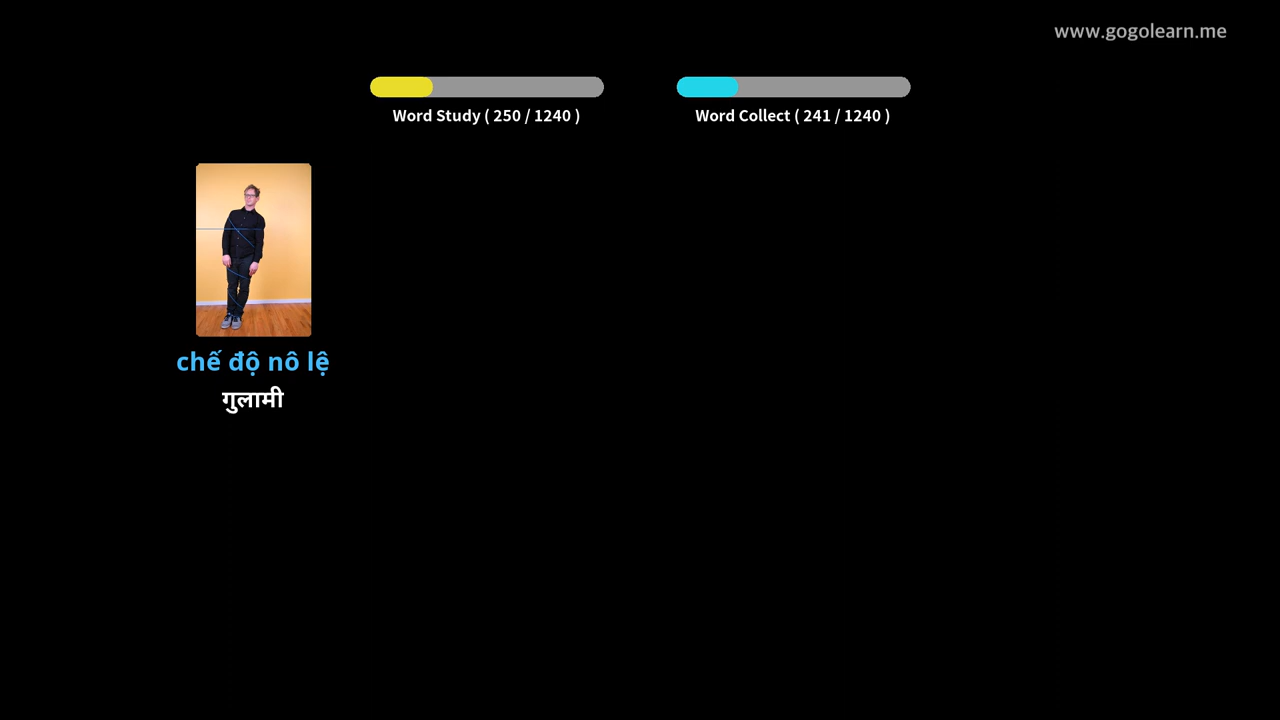 www.gogolearn.me
Word Study ( 250 / 1240 )
Word Collect ( 241 / 1240 )
chế độ nô lệ
गुलामी